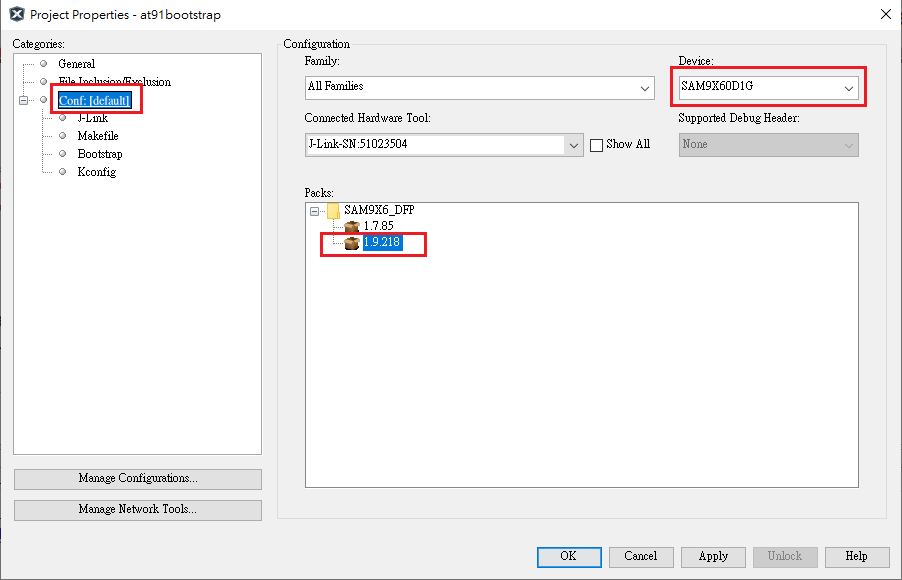 Project Properties - at91bootstrap
Categories:
General
File Inclusion/Exclusion
Conf: [default]
J-Link
Makefile
Bootstrap
Kconfig
Manage Configurations...
Manage Network Tools...
Configuration
Family:
Device:
All Families
SAM9X60D1G
Connected Hardware Tool:
Supported Debug Header:
J-Link-SN:51023504
Show All
None
Packs:
SAM9X6_DFP
1.7.85
1.9.218
OK
Cancel
Apply
Unlock
Help